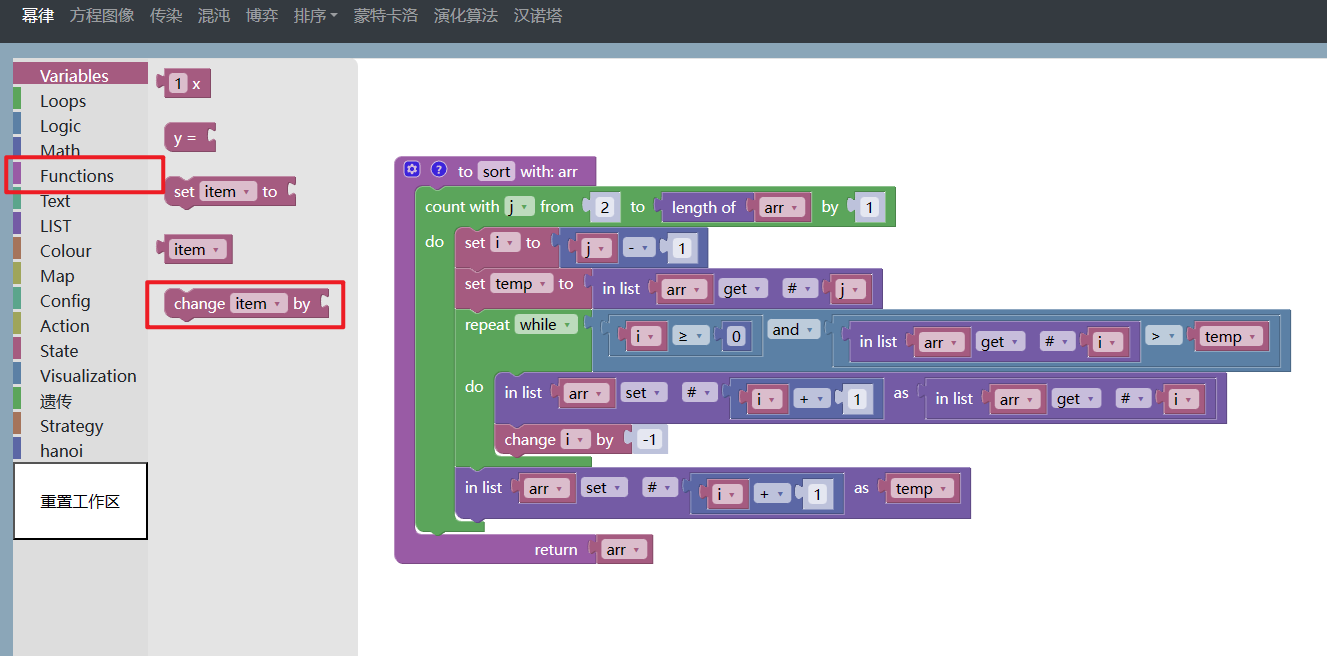 幂律 方程图像 传染 混沌 博弈 排序 蒙特卡洛 演化算法 汉诺塔
Variables
Loops
Logic
Math
Functions
Text
LIST
Colour
Map
Config
Action
State
Visualization
遗传
Strategy
hanoi
重置工作区
1 x
y =
set item to
item
change item by
? to sort with: arr
count with j from 2 to length of arr by 1
do set i to j - 1
set temp to in list arr get # j
repeat while i ≥ 0 and in list arr get # i > temp
do in list arr set # i + 1 as in list arr get # i
change i by -1
in list arr set # i + 1 as temp
return arr